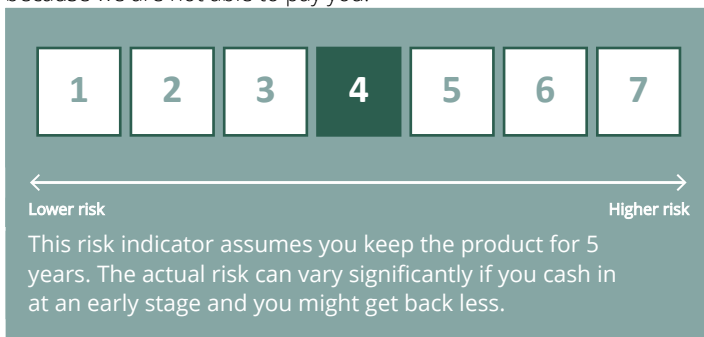 because we are not able to pay you.
1 2 3 4 5 6 7
Lower risk Higher risk
This risk indicator assumes you keep the product for 5
years. The actual risk can vary significantly if you cash in
at an early stage and you might get back less.